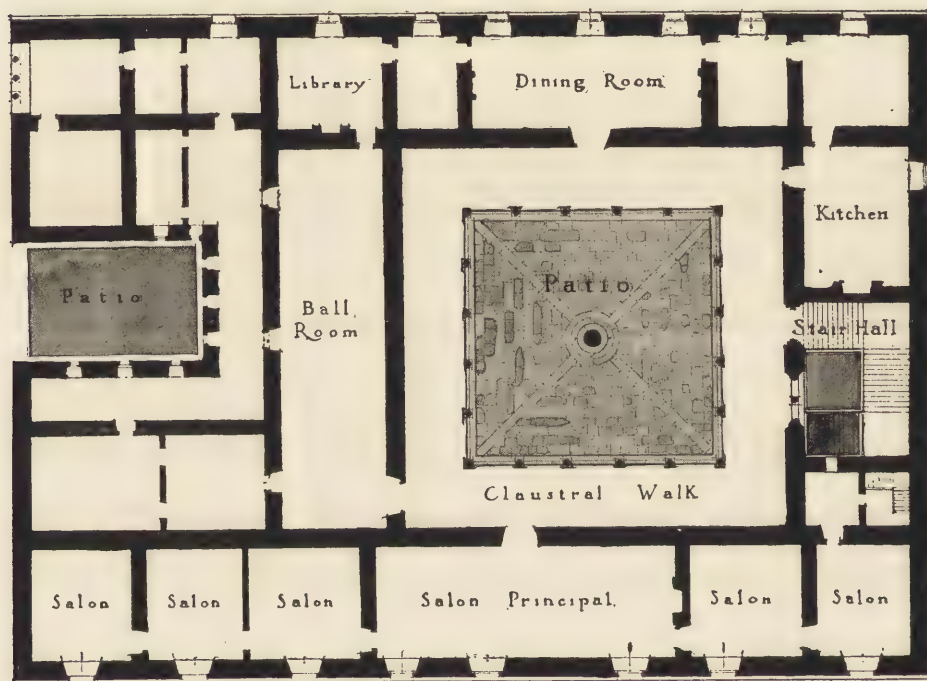 Library
Dining Room
Kitchen
Patio
Patio
Ball
Room
Stair Hall
Claustral Walk
Salon
Salon
Salon
Salon Principal.
Salon
Salon